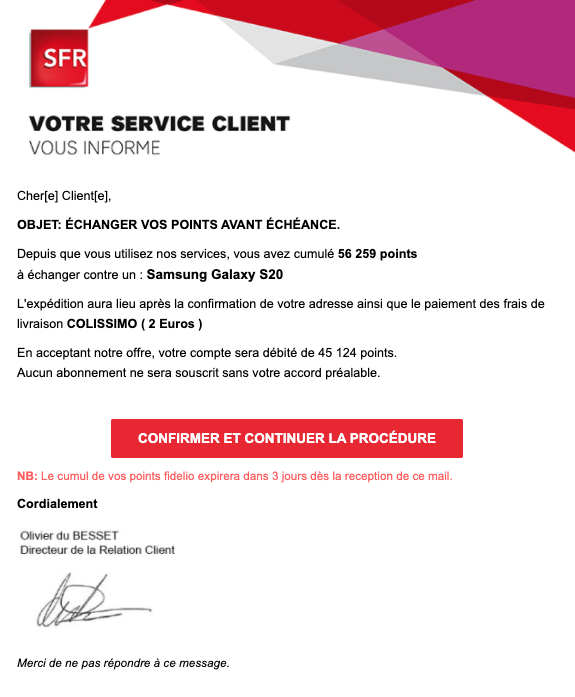 SFR
VOTRE SERVICE CLIENT
VOUS INFORME
Cher[e] Client[e],
OBJET: ÉCHANGER VOS POINTS AVANT ÉCHÉANCE.
Depuis que vous utilisez nos services, vous avez cumulé 56 259 points
à échanger contre un : Samsung Galaxy S20
L'expédition aura lieu après la confirmation de votre adresse ainsi que le paiement des frais de
livraison COLISSIMO ( 2 Euros )
En acceptant notre offre, votre compte sera débité de 45 124 points.
Aucun abonnement ne sera souscrit sans votre accord préalable.
CONFIRMER ET CONTINUER LA PROCÉDURE
NB: Le cumul de vos points fidelio expirera dans 3 jours dès la reception de ce mail.
Cordialement
Olivier du BESSET
Directeur de la Relation Client
Merci de ne pas répondre à ce message.